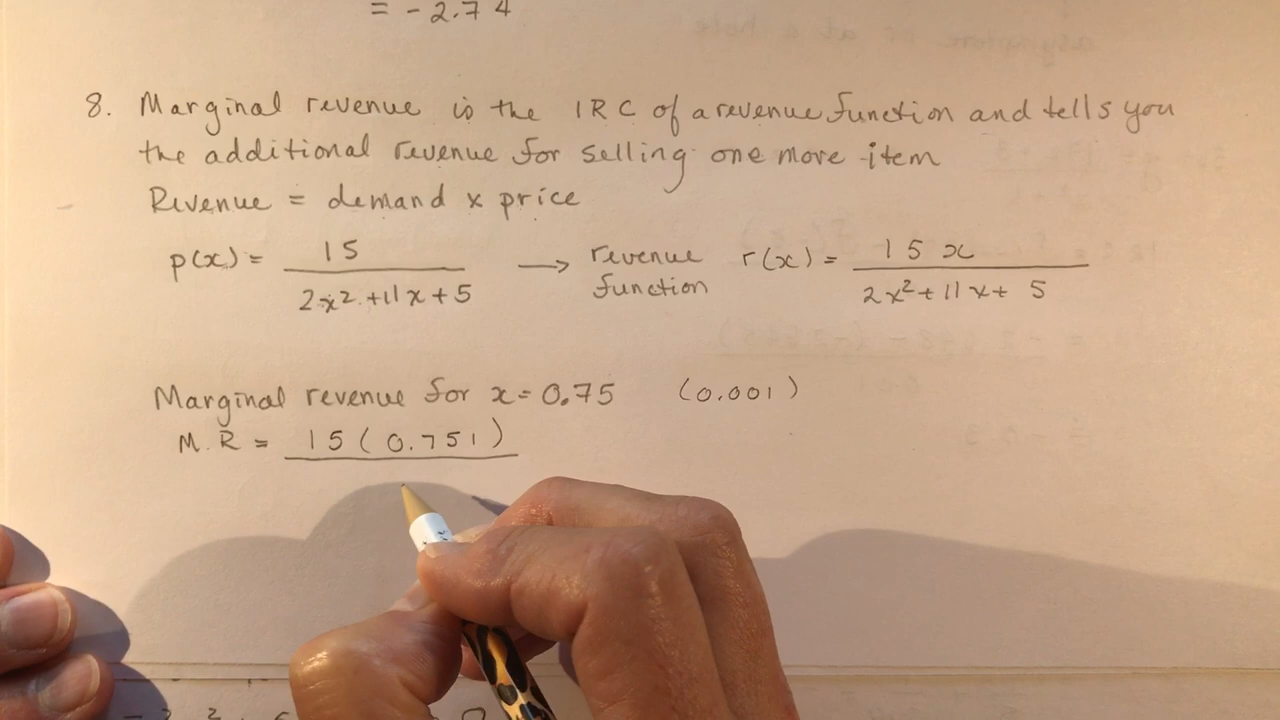 = -2.74
8. Marginal revenue is the IRC of a revenue function and tells you
the additional revenue for selling one more item
Revenue = demand x price
p(x) = 15 / 2x² + 11x + 5 → revenue function r(x) = 15x / 2x² + 11x + 5
Marginal revenue for x = 0.75 (0.001)
M.R = 15(0.751)